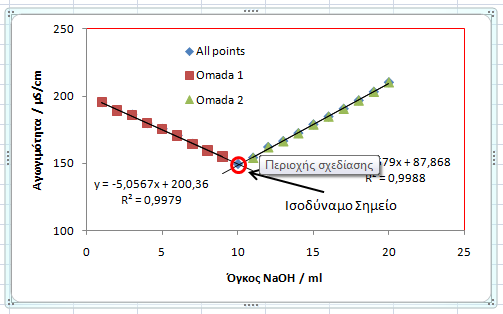 250
200
150
100
0
5
10
15
20
25
Αγωγιμότητα / μS/cm
Όγκος NaOH / ml
All points
Omada 1
Omada 2
y = -5,0567x + 200,36
R² = 0,9979
Περιοχής σχεδίασης
79x + 87,868
R² = 0,9988
Ισοδύναμο Σημείο